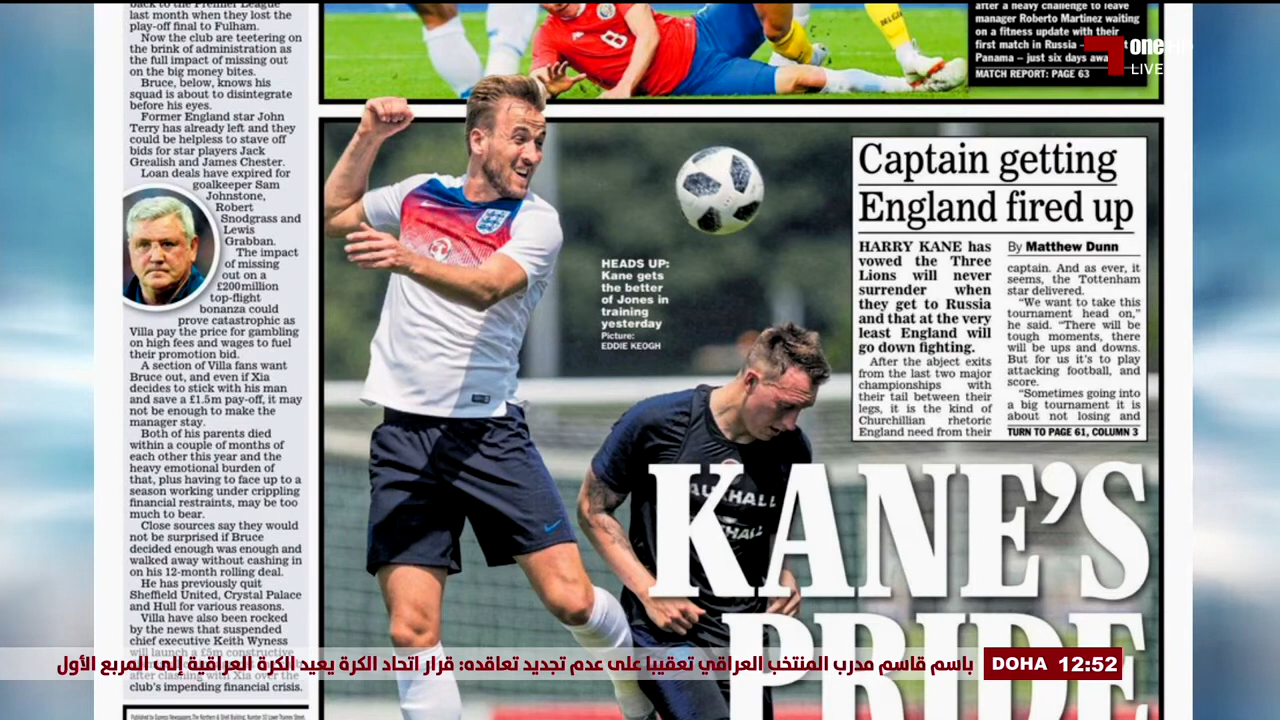 back to the Premier League
last month when they lost the
play-off final to Fulham.
Now the club are teetering on
the brink of administration as
the full impact of missing out
on the big money bites.
Bruce, below, knows his
squad is about to disintegrate
before his eyes.
Former England star John
Terry has already left and they
could be helpless to stave off
bids for star players Jack
Grealish and James Chester.
Loan deals have expired for
goalkeeper Sam
Johnstone,
Robert
Snodgrass and
Lewis
Grabban.
The impact
of missing
out on a
£200million
top-flight
bonanza could
prove catastrophic as
Villa pay the price for gambling
on high fees and wages to fuel
their promotion bid.
A section of Villa fans want
Bruce out, and even if Xia
decides to stick with his man
and save a £1.5m pay-off, it may
not be enough to make the
manager stay.
Both of his parents died
within a couple of months of
each other this year and the
heavy emotional burden of
that, plus having to face up to a
season working under crippling
financial restraints, may be too
much to bear.
Close sources say they would
not be surprised if Bruce
decided enough was enough and
walked away without cashing in
on his 12-month rolling deal.
He has previously quit
Sheffield United, Crystal Palace
and Hull for various reasons.
Villa have also been rocked
by the news that suspended
chief executive Keith Wyness
will launch a £5m constructive
after clashing with Xia over the
club's impending financial crisis.
8
after a heavy challenge to leave
manager Roberto Martinez waiting
on a fitness update with their
first match in Russia –
Panama – just six days
MATCH REPORT: PAGE 63
one
LIVE
HEADS UP:
Kane gets
the better
of Jones in
training
yesterday
Picture:
EDDIE KEOGH
Captain getting
England fired up
HARRY KANE has
vowed the Three
Lions will never
surrender when
they get to Russia
and that at the very
least England will
go down fighting.
After the abject exits
from the last two major
championships with
their tail between their
legs, it is the kind of
Churchillian rhetoric
England need from their
By Matthew Dunn
captain. And as ever, it
seems, the Tottenham
star delivered.
“We want to take this
tournament head on,”
he said. “There will be
tough moments, there
will be ups and downs.
But for us it's to play
attacking football, and
score.
“Sometimes going into
a big tournament it is
about not losing and
TURN TO PAGE 61, COLUMN 3
VAUXHALL
KANE'S
PRIDE
باسم قاسم مدرب المنتخب العراقي تعقيبا على عدم تجديد تعاقده: قرار اتحاد الكرة يعيد الكرة العراقية إلى المربع الأول
DOHA 12:52